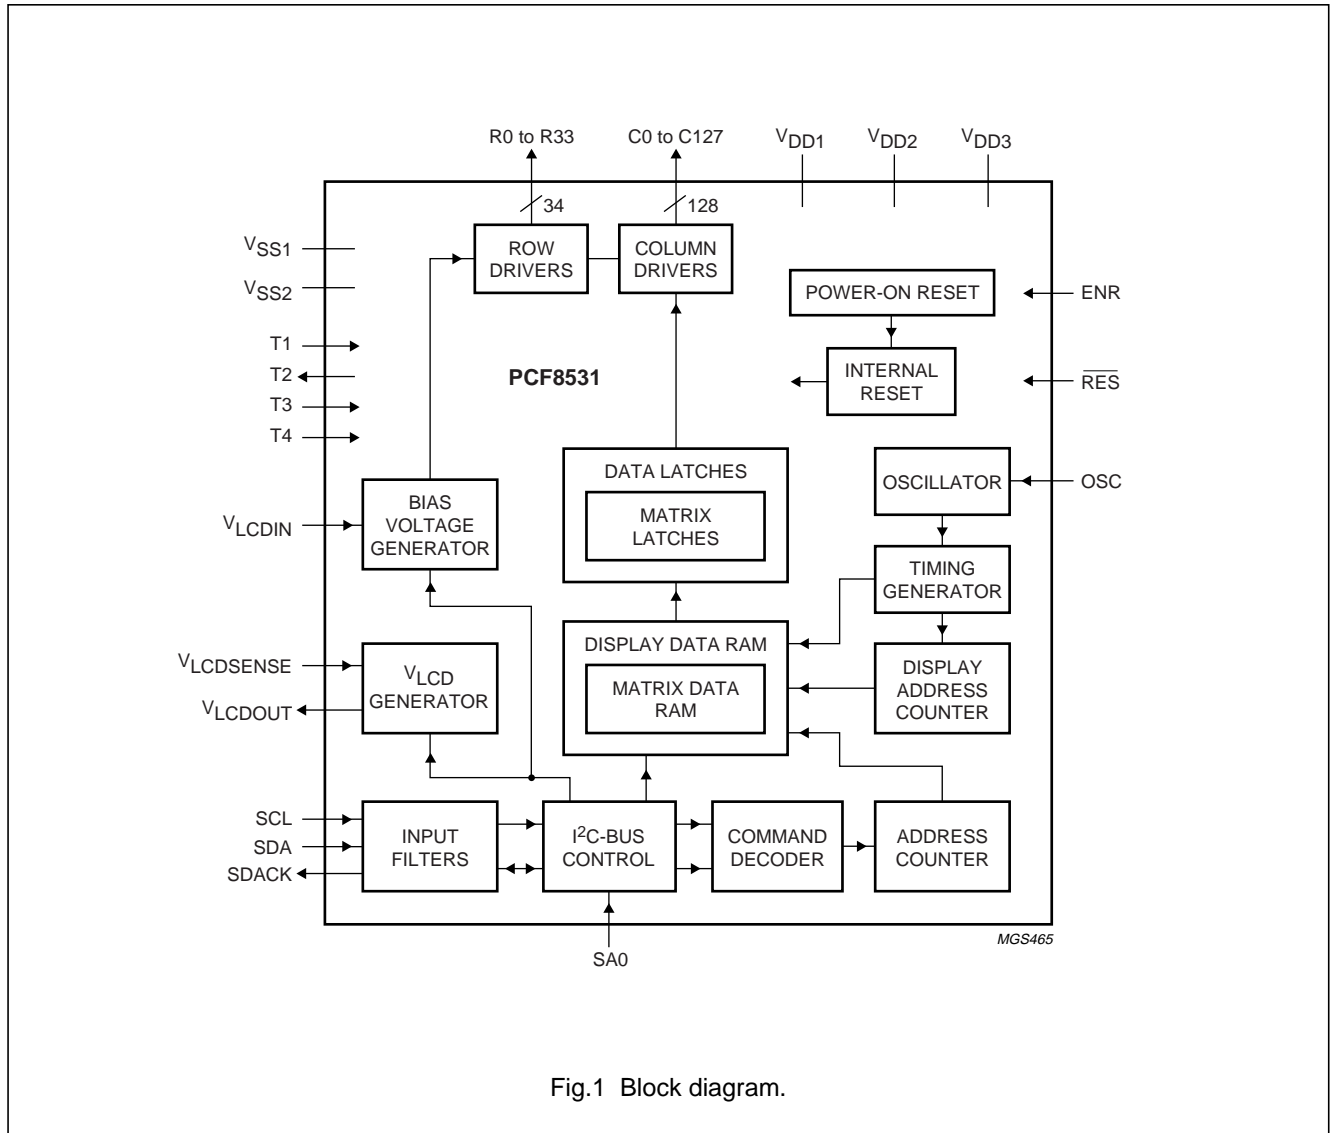 R0 to R33
C0 to C127
VDD1
VDD2
VDD3
34
128
VSS1
VSS2
T1
T2
T3
T4
ROW
DRIVERS
COLUMN
DRIVERS
POWER-ON RESET
ENR
INTERNAL
RESET
RES
PCF8531
DATA LATCHES
MATRIX
LATCHES
OSCILLATOR
OSC
VLCDIN
BIAS
VOLTAGE
GENERATOR
TIMING
GENERATOR
VLCDSENSE
VLCDOUT
VLCD
GENERATOR
DISPLAY DATA RAM
MATRIX DATA
RAM
DISPLAY
ADDRESS
COUNTER
SCL
SDA
SDACK
INPUT
FILTERS
I2C-BUS
CONTROL
COMMAND
DECODER
ADDRESS
COUNTER
SA0
MGS465
Fig.1 Block diagram.